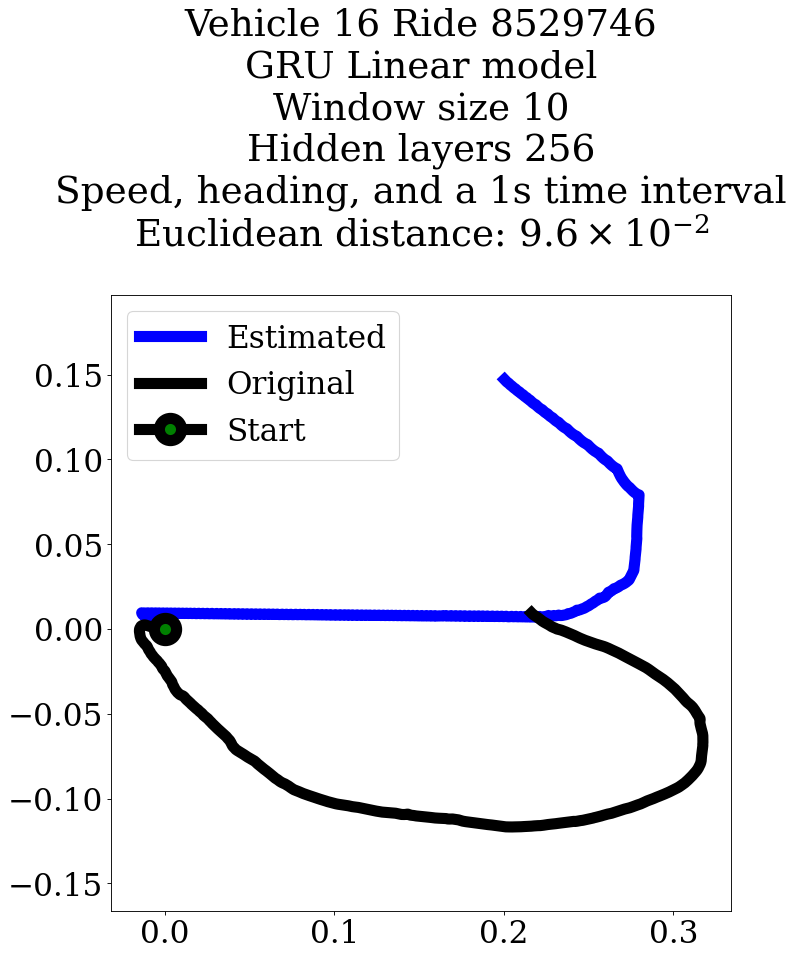 Vehicle 16 Ride 8529746
GRU Linear model
Window size 10
Hidden layers 256
Speed, heading, and a 1s time interval
Euclidean distance: 9.6 × 10⁻²
Estimated
Original
Start
0.15
0.10
0.05
0.00
−0.05
−0.10
−0.15
0.0 0.1 0.2 0.3